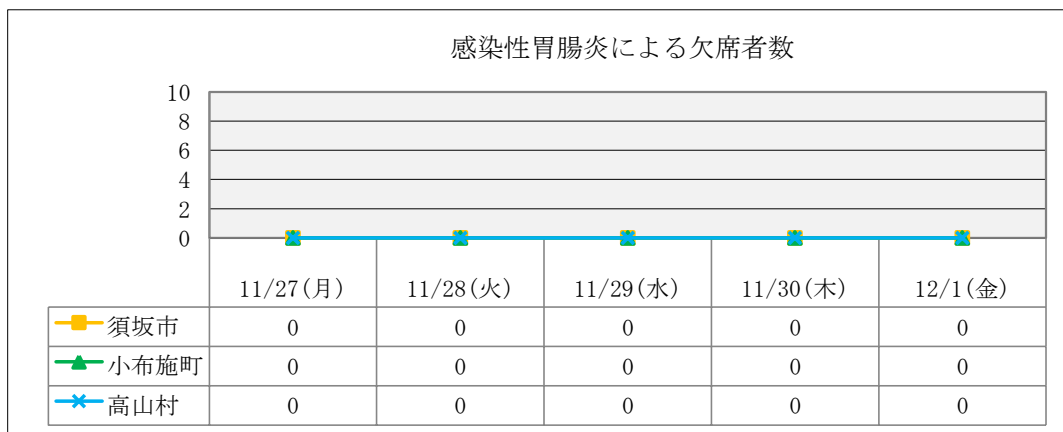 感染性胃腸炎による欠席者数
10
8
6
4
2
0
11/27(月) 11/28(火) 11/29(水) 11/30(木) 12/1(金)
須坂市 0 0 0 0 0
小布施町 0 0 0 0 0
高山村 0 0 0 0 0